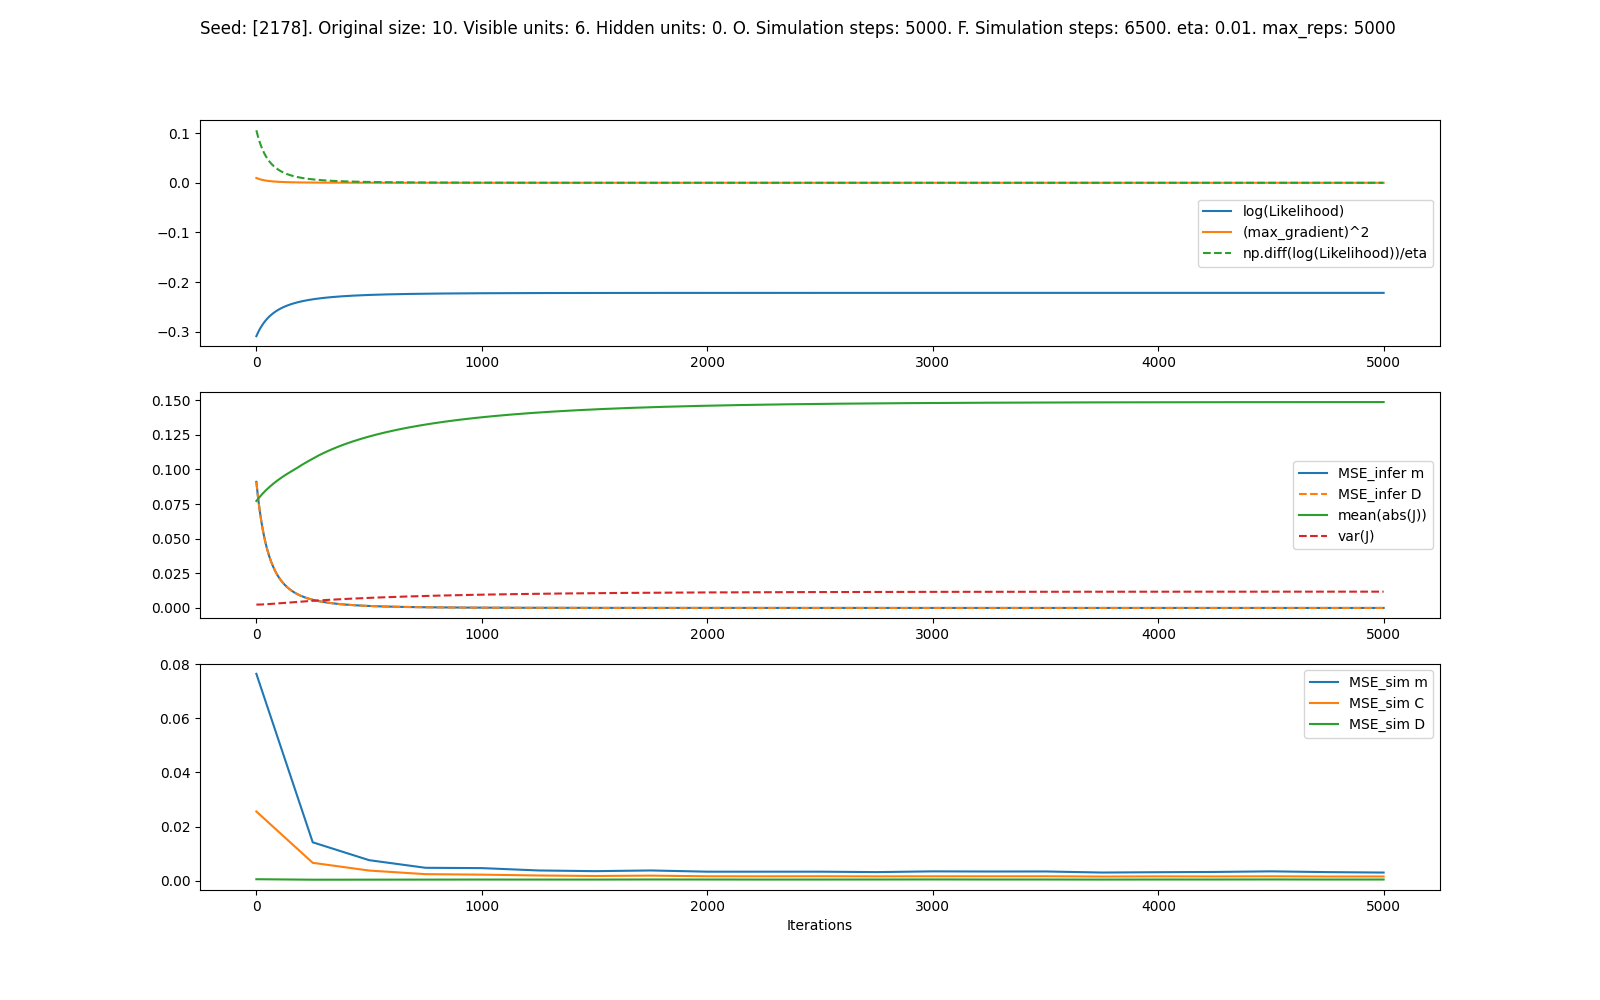 Seed: [2178]. Original size: 10. Visible units: 6. Hidden units: 0. O. Simulation steps: 5000. F. Simulation steps: 6500. eta: 0.01. max_reps: 5000
0.1
0.0
−0.1
−0.2
−0.3
log(Likelihood)
(max_gradient)^2
np.diff(log(Likelihood))/eta
0 1000 2000 3000 4000 5000
0.150
0.125
0.100
0.075
0.050
0.025
0.000
MSE_infer m
MSE_infer D
mean(abs(J))
var(J)
0 1000 2000 3000 4000 5000
0.08
0.06
0.04
0.02
0.00
MSE_sim m
MSE_sim C
MSE_sim D
0 1000 2000 3000 4000 5000
Iterations